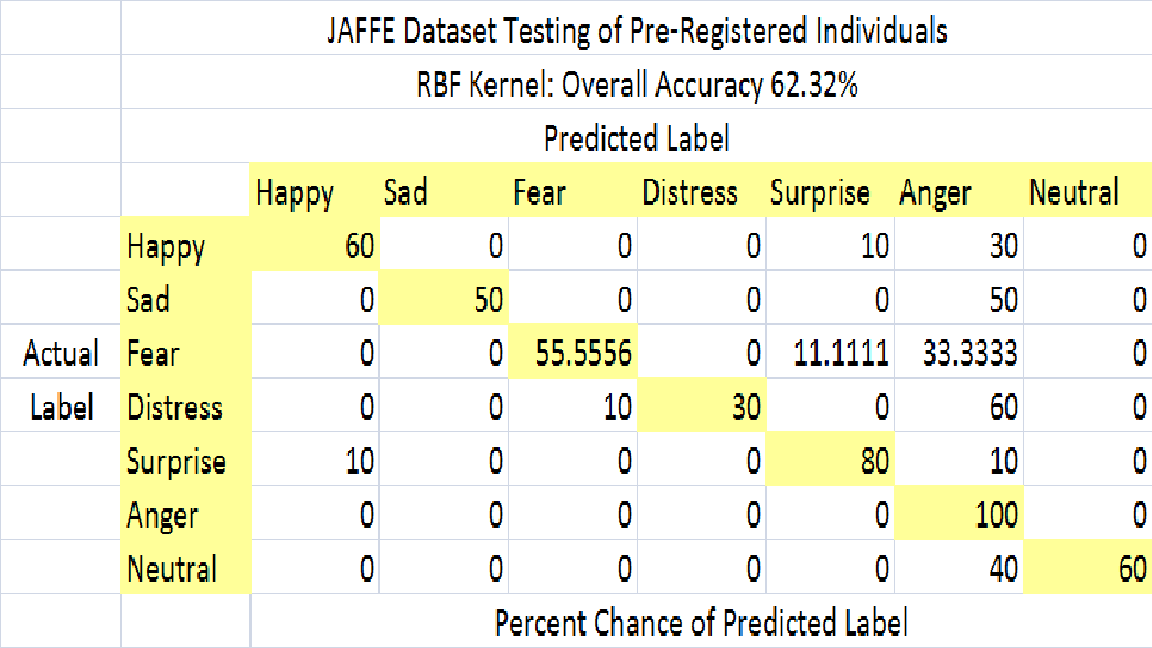 JAFFE Dataset Testing of Pre-Registered Individuals
RBF Kernel: Overall Accuracy 62.32%
Predicted Label
Happy Sad Fear Distress Surprise Anger Neutral
Happy 60 0 0 0 10 30 0
Sad 0 50 0 0 0 50 0
Actual Fear 0 0 55.5556 0 11.1111 33.3333 0
Label Distress 0 0 10 30 0 60 0
Surprise 10 0 0 0 80 10 0
Anger 0 0 0 0 0 100 0
Neutral 0 0 0 0 0 40 60
Percent Chance of Predicted Label